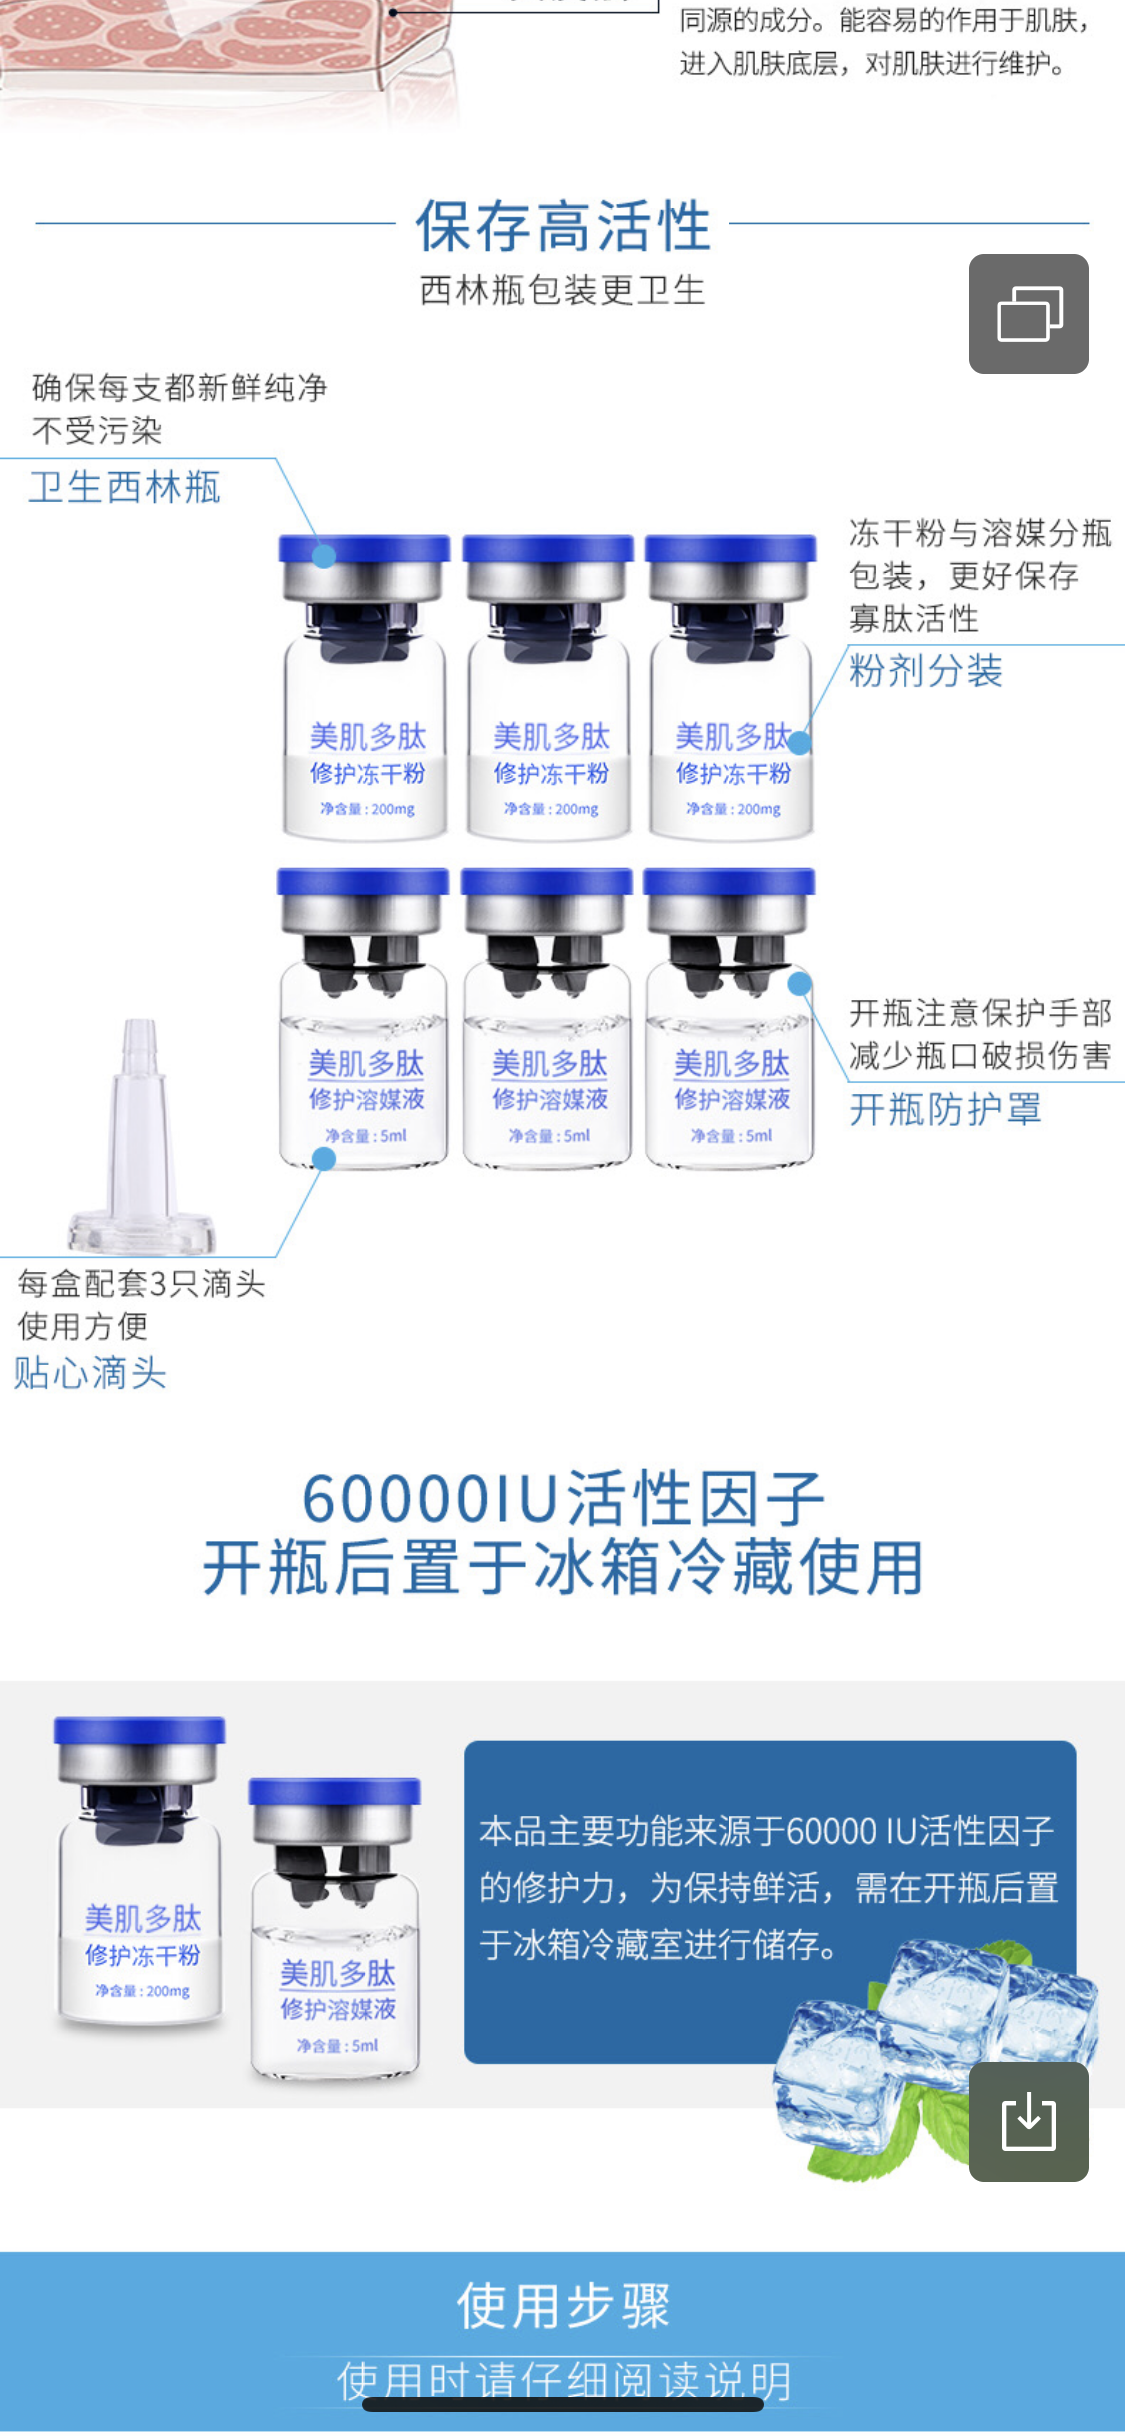 同源的成分。能容易的作用于肌肤，
进入肌肤底层，对肌肤进行维护。
保存高活性
西林瓶包装更卫生
确保每支都新鲜纯净
不受污染
卫生西林瓶
冻干粉与溶媒分瓶
包装，更好保存
寡肽活性
粉剂分装
美肌多肽
修护冻干粉
净含量:200mg
美肌多肽
修护冻干粉
净含量:200mg
美肌多肽
修护冻干粉
净含量:200mg
美肌多肽
修护溶媒液
净含量:5ml
美肌多肽
修护溶媒液
净含量:5ml
美肌多肽
修护溶媒液
净含量:5ml
开瓶注意保护手部
减少瓶口破损伤害
开瓶防护罩
每盒配套3只滴头
使用方便
贴心滴头
60000IU活性因子
开瓶后置于冰箱冷藏使用
美肌多肽
修护冻干粉
净含量:200mg
美肌多肽
修护溶媒液
净含量:5ml
本品主要功能来源于60000 IU活性因子
的修护力，为保持鲜活，需在开瓶后置
于冰箱冷藏室进行储存。
使用步骤
使用时请仔细阅读说明